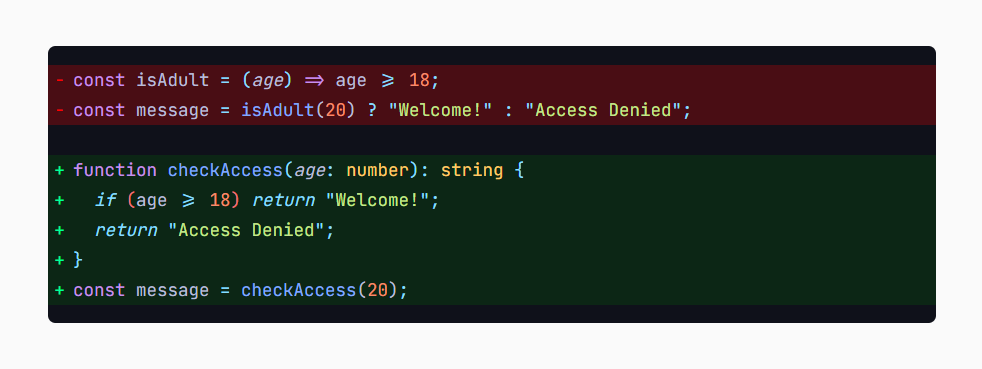 - const isAdult = (age) => age >= 18;
- const message = isAdult(20) ? "Welcome!" : "Access Denied";
+ function checkAccess(age: number): string {
+   if (age >= 18) return "Welcome!";
+   return "Access Denied";
+ }
+ const message = checkAccess(20);